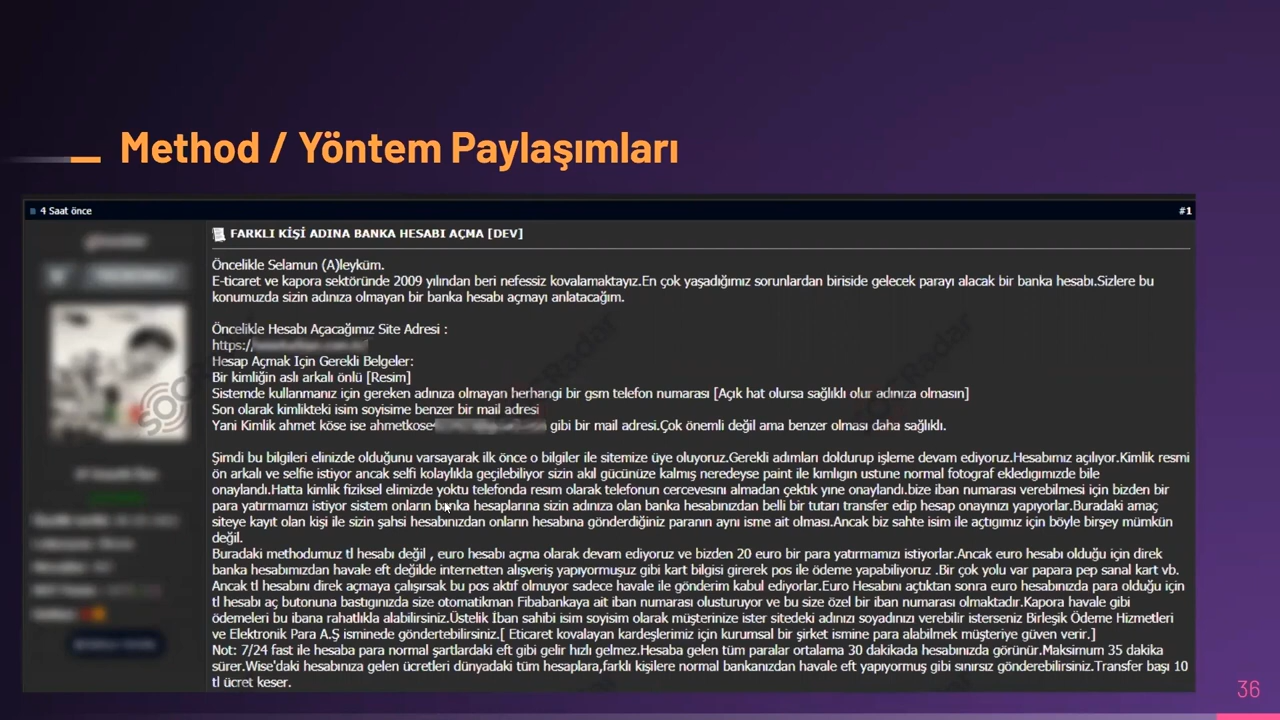 Method / Yöntem Paylaşımları
4 Saat önce
#1
FARKLI KİŞİ ADINA BANKA HESABI AÇMA [DEV]
Öncelikle Selamun (A)leyküm.
E-ticaret ve kapora sektöründe 2009 yılından beri nefessiz kovalamaktayız.En çok yaşadığımız sorunlardan biriside gelecek parayı alacak bir banka hesabı.Sizlere bu
konumuzda sizin adınıza olmayan bir banka hesabı açmayı anlatacağım.
Öncelikle Hesabı Açacağımız Site Adresi :
https:/
Hesap Açmak Için Gerekli Belgeler:
Bir kimliğin aslı arkalı önlü [Resim]
Sistemde kullanmanız için gereken adınıza olmayan herhangi bir gsm telefon numarası [Açık hat olursa sağlıklı olur adınıza olmasın]
Son olarak kimlikteki isim soyisime benzer bir mail adresi
Yani Kimlik ahmet köse ise ahmetkose gibi bir mail adresi.Çok önemli değil ama benzer olması daha sağlıklı.
Şimdi bu bilgileri elinizde olduğunu varsayarak ilk önce o bilgiler ile sitemize üye oluyoruz.Gerekli adımları doldurup işleme devam ediyoruz.Hesabımız açılıyor.Kimlik resmi
ön arkalı ve selfie istiyor ancak selfi kolaylıkla geçilebiliyor sizin akıl gücünüze kalmış neredeyse paint ile kimlıgın ustune normal fotograf ekledıgımezde bile
onaylandı.Hatta kimlik fiziksel elimizde yoktu telefonda resım olarak telefonun cercevesını almadan çektık yıne onaylandı.bize iban numarası verebilmesi için bizden bir
para yatırmamızı istiyor sistem onların banka hesaplarına sizin adınıza olan banka hesabınızdan belli bir tutarı transfer edip hesap onayınızı yapıyorlar.Buradaki amaç
siteye kayıt olan kişi ile sizin şahsi hesabınızdan onların hesabına gönderdiğiniz paranın aynı isme ait olması.Ancak biz sahte isim ile açtıgımız için böyle birşey mümkün
değil.
Buradaki methodumuz tl hesabı değil , euro hesabı açma olarak devam ediyoruz ve bizden 20 euro bir para yatırmamızı istiyorlar.Ancak euro hesabı olduğu için direk
banka hesabımızdan havale eft değilde internetten alışveriş yapıyormuşuz gibi kart bilgisi girerek pos ile ödeme yapabiliyoruz .Bir çok yolu var papara pep sanal kart vb.
Ancak tl hesabını direk açmaya çalışırsak bu pos aktıf olmuyor sadece havale ile gönderim kabul ediyorlar.Euro Hesabını açtıktan sonra euro hesabınızda para olduğu için
tl hesabı aç butonuna bastıgınızda size otomatikman Fibabankaya ait iban numarası olusturuyor ve bu size özel bir iban numarası olmaktadır.Kapora havale gibi
ödemeleri bu ibana rahatlıkla alabilirsiniz.Üstelik İban sahibi isim soyisim olarak müşterinize ister sitedeki adınızı soyadınızı verebilir isterseniz Birleşik Ödeme Hizmetleri
ve Elektronik Para A.Ş isminede göndertebilirsiniz.[ Eticaret kovalayan kardeşlerimiz için kurumsal bir şirket ismine para alabilmek müşteriye güven verir.]
Not: 7/24 fast ile hesaba para normal şartlardaki eft gibi gelir hızlı gelmez.Hesaba gelen tüm paralar ortalama 30 dakikada hesabınızda görünür.Maksimum 35 dakika
sürer.Wise'daki hesabınıza gelen ücretleri dünyadaki tüm hesaplara,farklı kişilere normal bankanızdan havale eft yapıyormuş gibi sınırsız gönderebilirsiniz.Transfer başı 10
tl ücret keser.
36